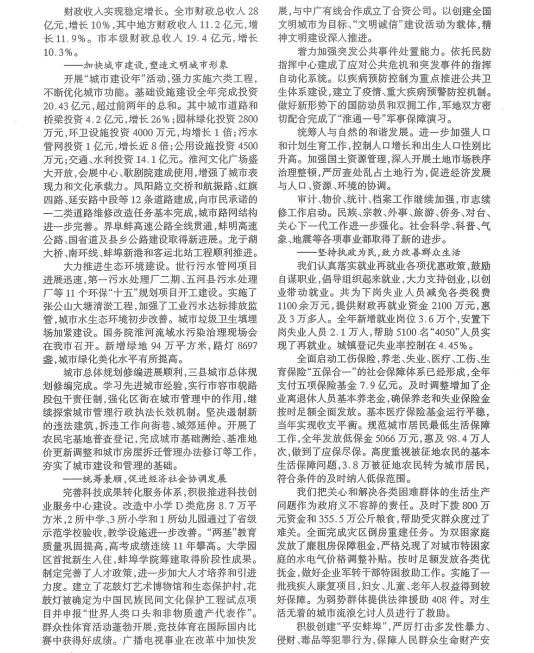 财政收入实现稳定增长。全市财政总收入 28
亿元,增长 10%,其中地方财政收入 11.2 亿元,增
长 11.9%。市本级财政总收入 19.4 亿元,增长
10.3%。
——加快城市建设,塑造文明城市形象
开展“城市建设年”活动,强力实施六类工程,
不断优化城市功能。基础设施建设全年完成投资
20.43 亿元,超过前两年的总和。其中城市道路和
桥梁投资 4.2 亿元,增长 26%;园林绿化投资 2800
万元,环卫设施投资 4000 万元,均增长 1 倍;污水
管网投资 1 亿元,增长近 8 倍;公用设施投资 4500
万元;交通、水利投资 14.1 亿元。淮河文化广场盛
大开放,会展中心、歌剧院建成使用,增强了城市表
现力和文化承载力。凤阳路立交桥和航振路、红旗
四路、延安路中段等 12 条道路建成,向市民承诺的
一二类道路维修改造任务基本完成,城市路网结构
进一步完善。界阜蚌高速公路全线贯通,蚌明高速
公路、国省道及县乡公路建设取得新进展。龙子湖
大桥、南环线、蚌埠新港和客运北站工程顺利推进。
大力推进生态环境建设。世行污水管网项目
进展迅速,第一污水处理厂二期、五河县污水处理
厂等 11 个环保“十五”规划项目开工建设。实施了
张公山大塘清淤工程,加强了工业污水达标排放监
管,城市水生态环境初步改善。城市垃圾卫生填埋
场加紧建设。国务院淮河流域水污染治理现场会
在我市召开。新增绿地 94 万平方米,路灯 8697
盏,城市绿化美化水平有所提高。
城市总体规划修编进展顺利,三县城市总体规
划修编完成。学习先进城市经验,实行市容市貌路
段包干责任制,强化区街在城市管理中的作用,继
续探索城市管理行政执法长效机制。坚决遏制新
的违法建筑,拆违工作向街巷、城郊延伸。开展了
农民宅基地普查登记,完成城市基础测绘、基准地
价更新调整和城市房屋拆迁管理办法修订等工作,
夯实了城市建设和管理的基础。
——统筹兼顾,促进经济社会协调发展
完善科技成果转化服务体系,积极推进科技创
业服务中心建设。改造中小学 D 类危房 8.7 万平
方米,2 所中学、3 所小学和 1 所幼儿园通过了省级
示范学校验收,教学设施进一步改善。“两基”教育
质量巩固提高,高考成绩连续 11 年攀高。大学园
区首批新生入住,蚌埠学院筹建取得阶段性成果。
制定完善了人才政策,进一步加大人才培养和引进
力度。建立了花鼓灯艺术博物馆和生态保护村,花
鼓灯被确定为中国民族民间文化保护工程试点项
目并申报“世界人类口头和非物质遗产代表作”。
群众性体育活动蓬勃开展,竞技体育在国际国内比
赛中获得好成绩。广播电视事业在改革中加快发
展,与中广有线合作成立了合资公司。以创建全国
文明城市为目标、“文明诚信”建设活动为载体,精
神文明建设深入推进。
着力加强突发公共事件处置能力。依托民防
指挥中心建成了应对公共危机和突发事件的指挥
自动化系统。以疾病预防控制为重点推进公共卫
生体系建设,建立了疫情、重大疾病预警防控机制。
做好新形势下的国防动员和双拥工作,军地双方密
切配合完成了“淮通一号”军事保障演习。
统筹人与自然的和谐发展。进一步加强人口
和计划生育工作,控制人口增长和出生人口性别比
升高。加强国土资源管理,深入开展土地市场秩序
治理整顿,严厉查处乱占土地行为,促进经济发展
与人口、资源、环境的协调。
审计、物价、统计、档案工作继续加强,市志续
修工作启动。民族、宗教、外事、旅游、侨务、对台、
关心下一代工作进一步强化。社会科学、科普、气
象、地震等各项事业都取得了新的进步。
——坚持执政为民,致力改善群众生活
我们认真落实就业再就业各项优惠政策,鼓励
自谋职业,倡导组织起来就业,大力支持创业,以创
业带动就业。共为下岗失业人员减免各类税费
1100 余万元,提供财政再就业资金 2100 万元,惠
及 3 万多人。全年新增就业岗位 3.6 万个,安置下
岗失业人员 2.1 万人,帮助 5100 名“4050”人员实
现了再就业。城镇登记失业率控制在 4.45%。
全面启动工伤保险,养老、失业、医疗、工伤、生
育保险“五保合一”的社会保障体系已经形成,全年
支付五项保险基金 7.9 亿元。及时调整增加了企
业离退休人员基本养老金,确保养老和失业保险金
按时足额全面发放。基本医疗保险基金运行平稳,
当年实现收支平衡。规范城市居民最低生活保障
工作,全年发放低保金 5066 万元,惠及 98.4 万人
次,做到了应保尽保。高度重视被征地农民的基本
生活保障问题,3.8 万被征地农民转为城市居民,
符合条件的及时纳入低保范围。
我们把关心和解决各类困难群体的生活生产
问题作为政府义不容辞的责任。及时下拨 800 万
元资金和 355.5 万公斤粮食,帮助受灾群众度过了
难关。全面完成灾区倒房重建任务。为双困家庭
发放了廉租房保障租金,严格兑现了对城市特困家
庭的水电气价格调整补贴。按时足额发放各类优
抚金,做好企业军转干部特困救助工作。实施了一
批残疾人康复项目,妇女、儿童、老年人权益得到较
好保障。为弱势群体提供法律援助 408 件。对生
活无着的城市流浪乞讨人员进行了救助。
积极创建“平安蚌埠”,严厉打击多发性暴力、
侵财、毒品等犯罪行为,保障人民群众生命财产安